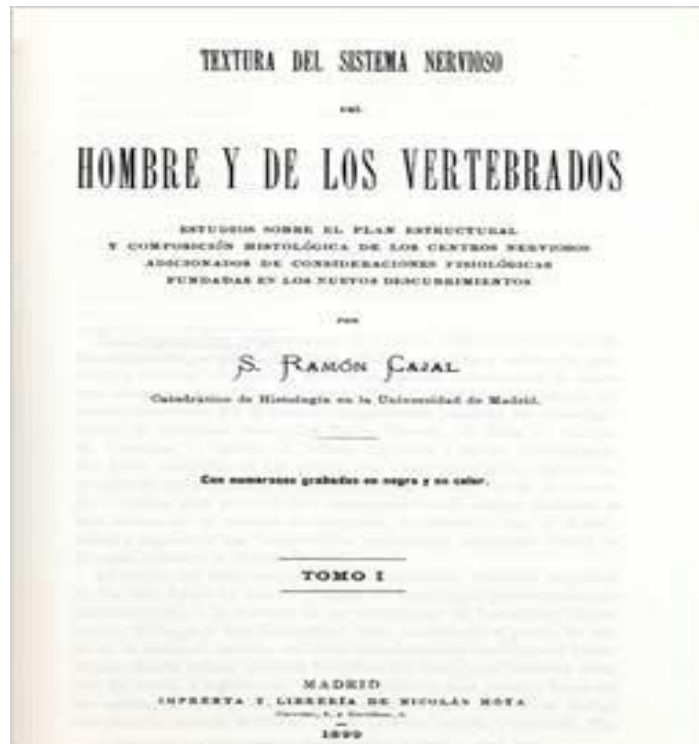 TEXTURA DEL SISTEMA NERVIOSO
DEL
HOMBRE Y DE LOS VERTEBRADOS
ESTUDIOS SOBRE EL PLAN ESTRUCTURAL
Y COMPOSICIÓN HISTOLÓGICA DE LOS CENTROS NERVIOSOS
ADICIONADOS DE CONSIDERACIONES FISIOLÓGICAS
FUNDADAS EN LOS NUEVOS DESCUBRIMIENTOS
POR
S. RAMÓN CAJAL
Catedrático de Histología en la Universidad de Madrid.
Con numerosos grabados en negro y en color.
TOMO I
MADRID
IMPRENTA Y LIBRERÍA DE NICOLÁS MOYA
1899